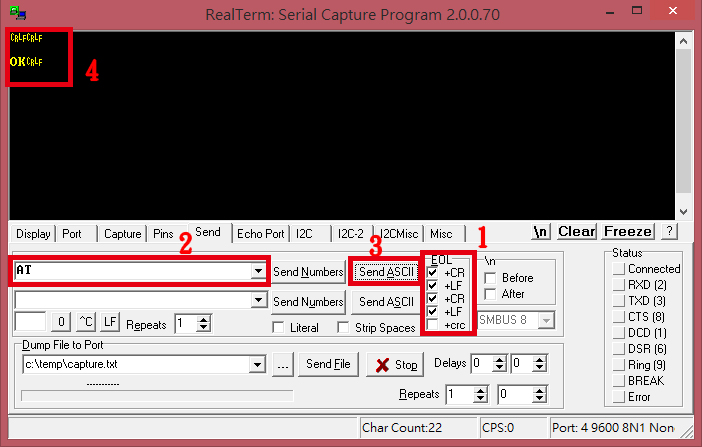 RealTerm: Serial Capture Program 2.0.0.70
CRLFCRLF
OKCRLF
4
Display Port Capture Pins Send Echo Port I2C I2C-2 I2CMisc Misc \n Clear Freeze ?
2 3 1
AT Send Numbers Send ASCII
Send Numbers Send ASCII
0 ^C LF Repeats 1 Literal Strip Spaces
EOL
+CR
+LF
+CR
+LF
+crc
\n
Before
After
SMBUS 8
Dump File to Port
c:\temp\capture.txt ... Send File Stop Delays 0 0
Repeats 1 0
Status
Connected
RXD (2)
TXD (3)
CTS (8)
DCD (1)
DSR (6)
Ring (9)
BREAK
Error
Char Count:22 CPS:0 Port: 4 9600 8N1 Non